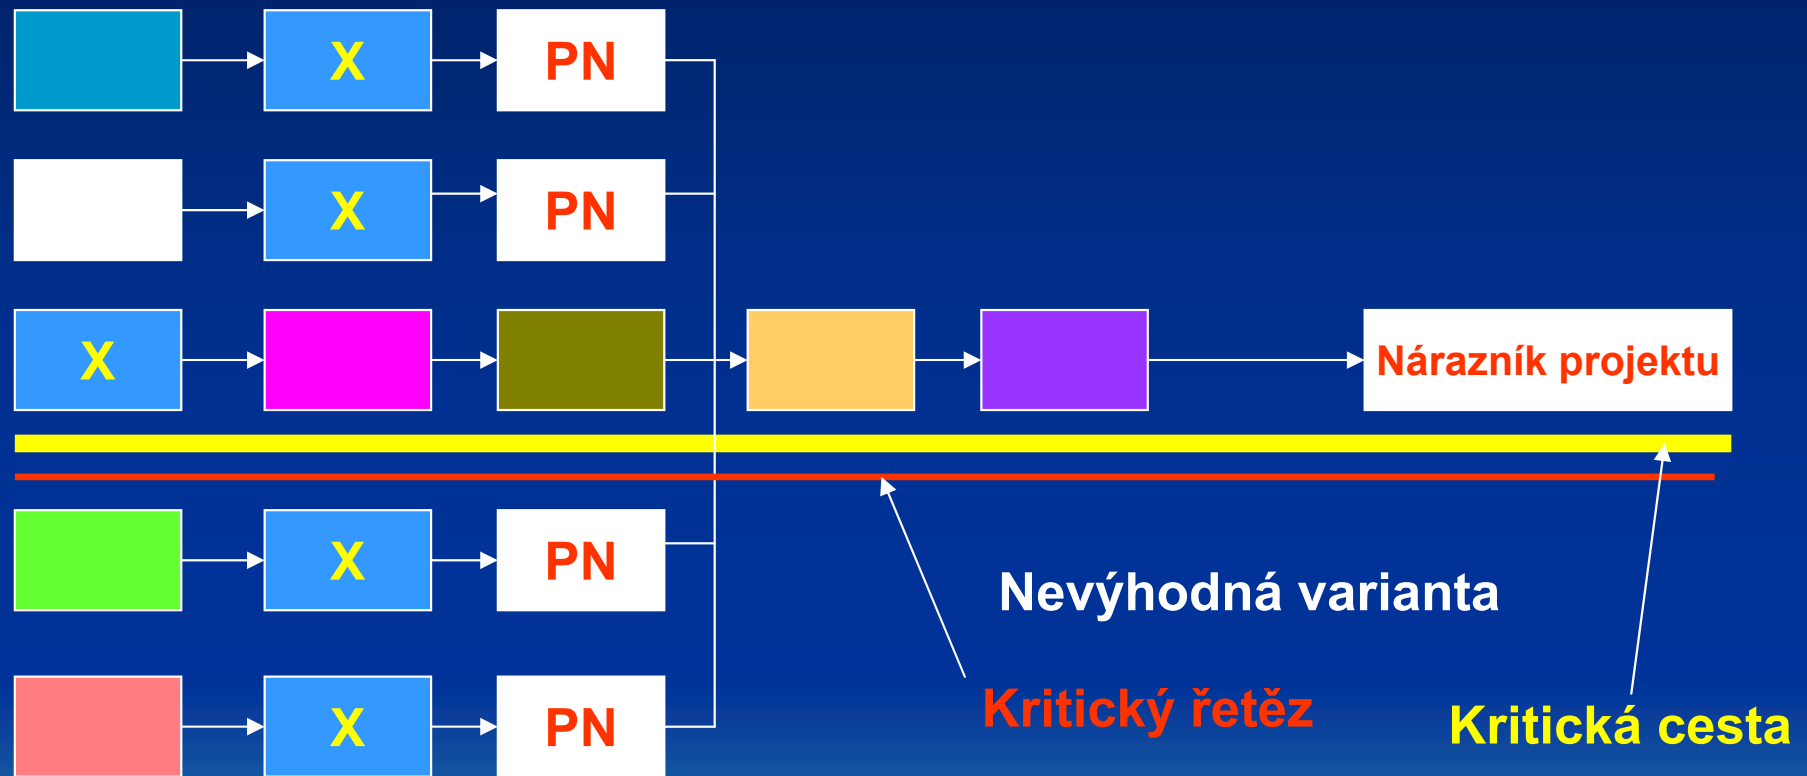 X PN
X PN
X Nárazník projektu
X PN
Nevýhodná varianta
Kritický řetěz
X PN
Kritická cesta